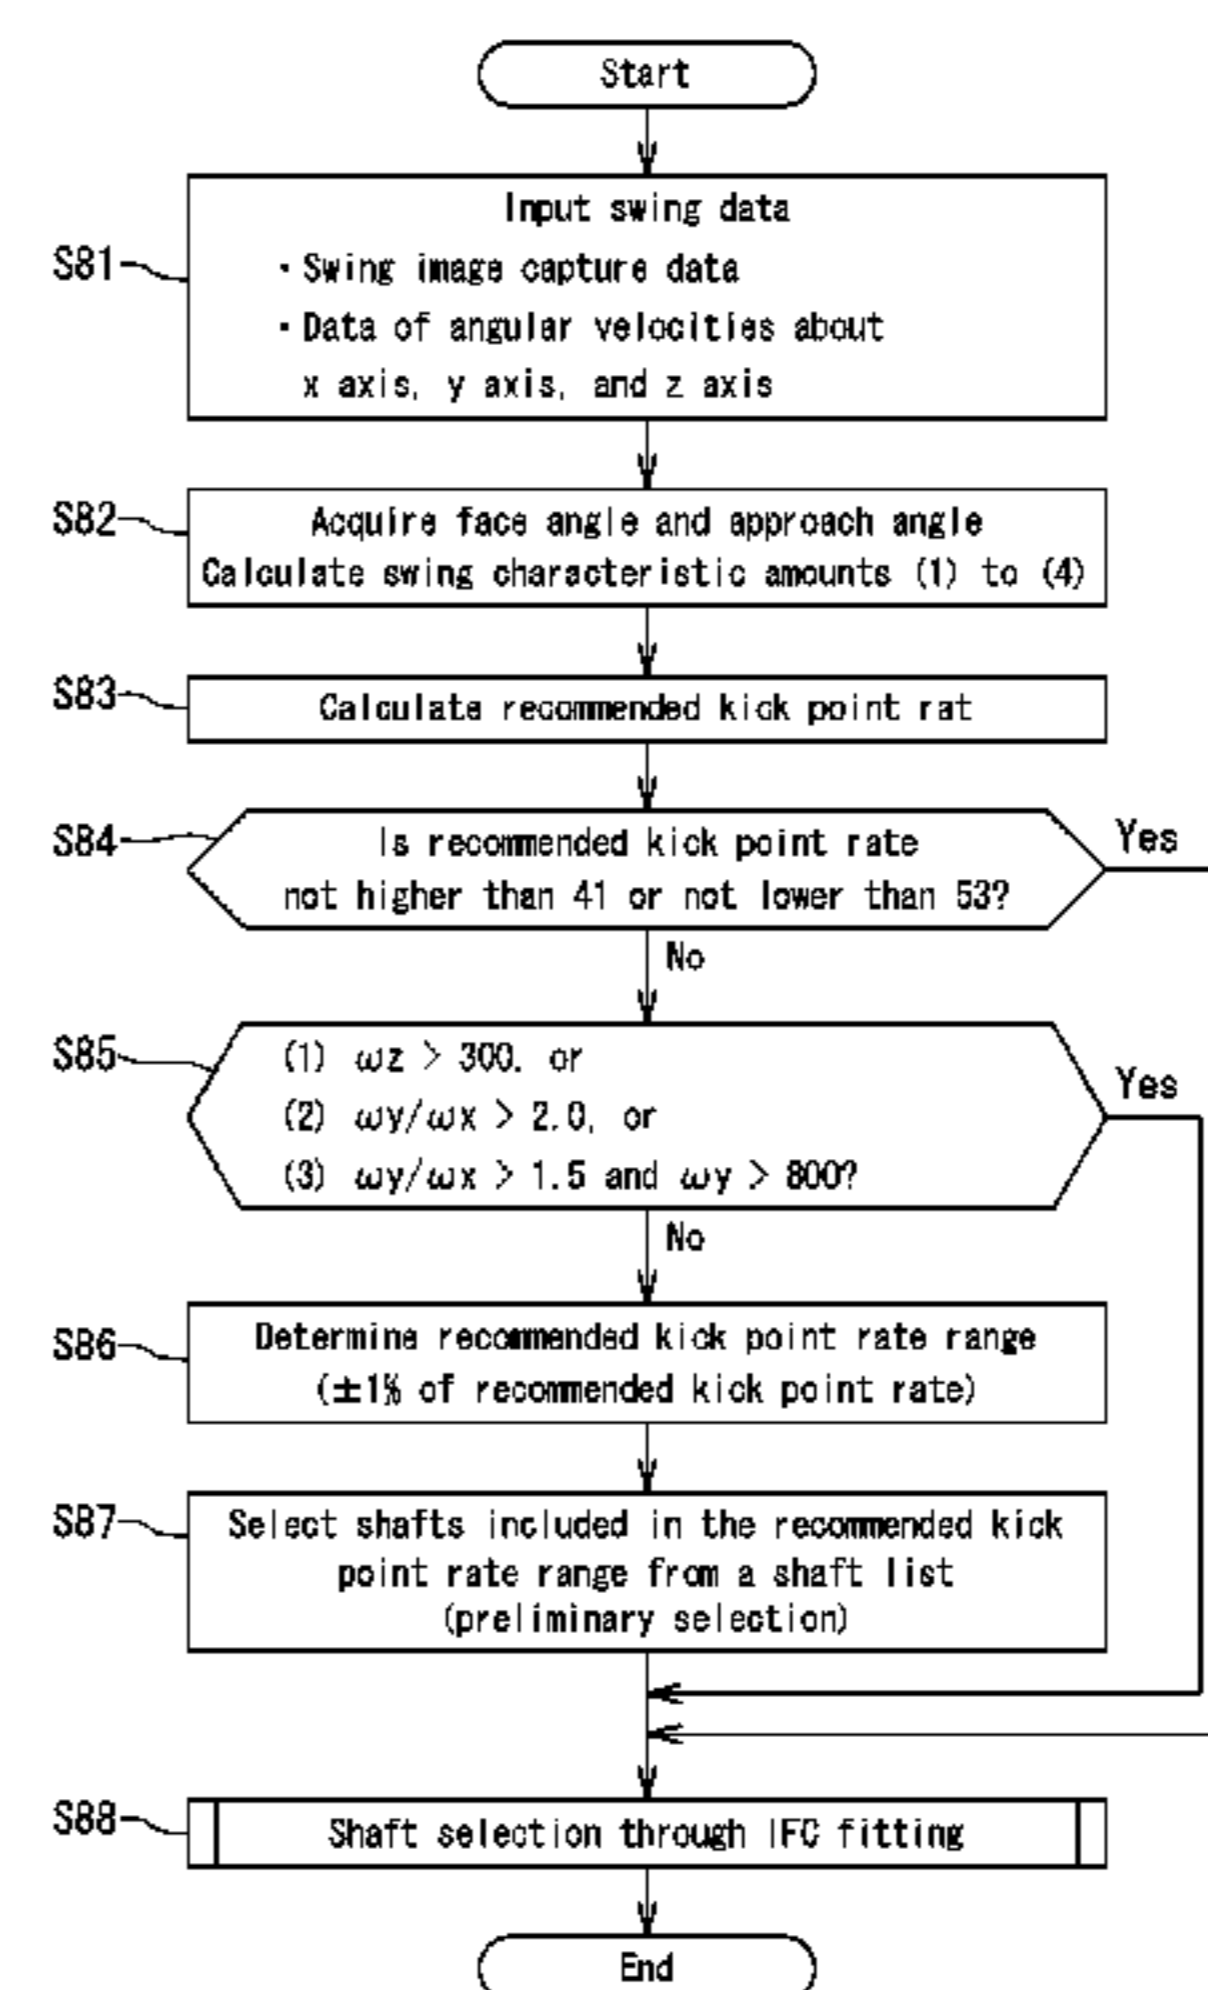 Start
S81
Input swing data
・Swing image capture data
・Data of angular velocities about
x axis, y axis, and z axis
S82
Acquire face angle and approach angle
Calculate swing characteristic amounts (1) to (4)
S83
Calculate recommended kick point rat
S84
Is recommended kick point rate
not higher than 41 or not lower than 53?
Yes
No
S85
(1) ωz > 300, or
(2) ωy/ωx > 2.0, or
(3) ωy/ωx > 1.5 and ωy > 800?
Yes
No
S86
Determine recommended kick point rate range
(±1% of recommended kick point rate)
S87
Select shafts included in the recommended kick
point rate range from a shaft list
(preliminary selection)
S88
Shaft selection through IFC fitting
End